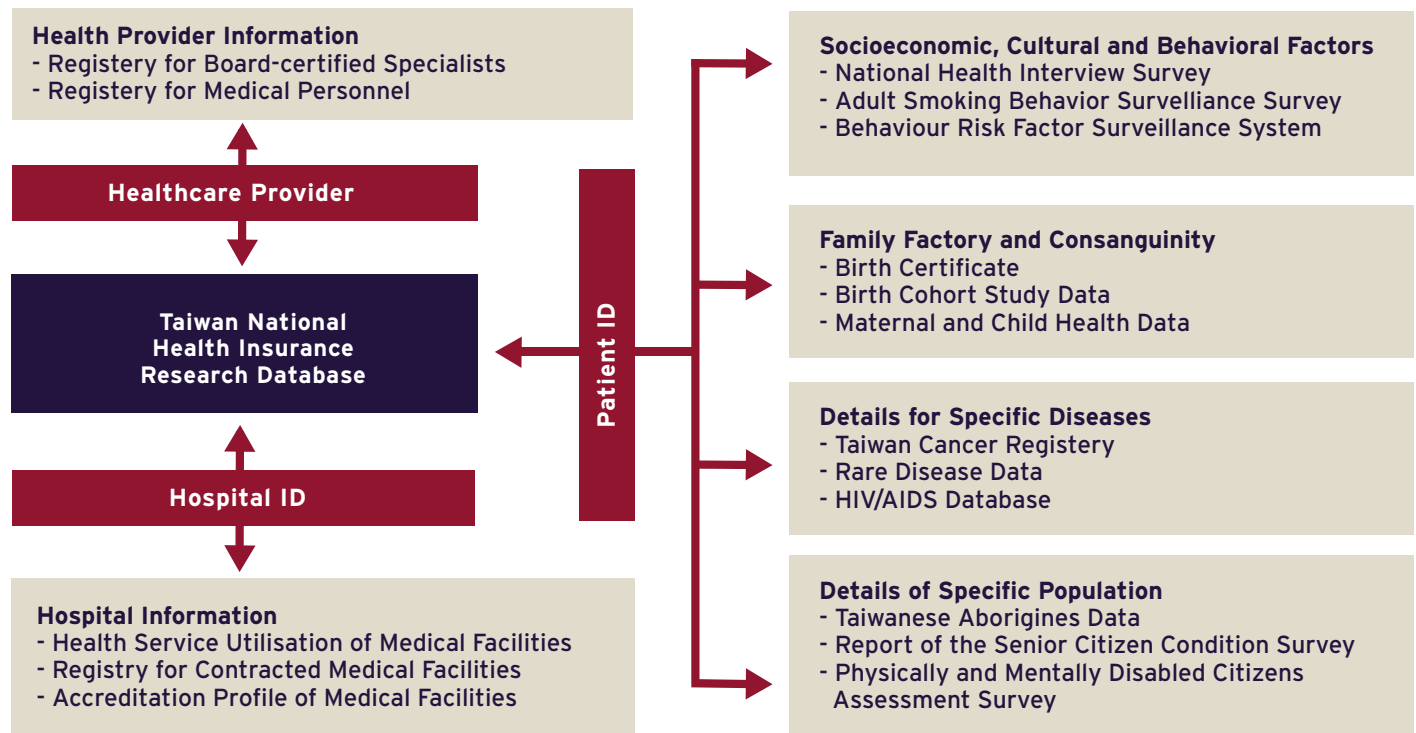 Health Provider Information
- Registery for Board-certified Specialists
- Registery for Medical Personnel
Healthcare Provider
Taiwan National
Health Insurance
Research Database
Hospital ID
Hospital Information
- Health Service Utilisation of Medical Facilities
- Registry for Contracted Medical Facilities
- Accreditation Profile of Medical Facilities
Patient ID
Socioeconomic, Cultural and Behavioral Factors
- National Health Interview Survey
- Adult Smoking Behavior Survelliance Survey
- Behaviour Risk Factor Surveillance System
Family Factory and Consanguinity
- Birth Certificate
- Birth Cohort Study Data
- Maternal and Child Health Data
Details for Specific Diseases
- Taiwan Cancer Registery
- Rare Disease Data
- HIV/AIDS Database
Details of Specific Population
- Taiwanese Aborigines Data
- Report of the Senior Citizen Condition Survey
- Physically and Mentally Disabled Citizens
Assessment Survey